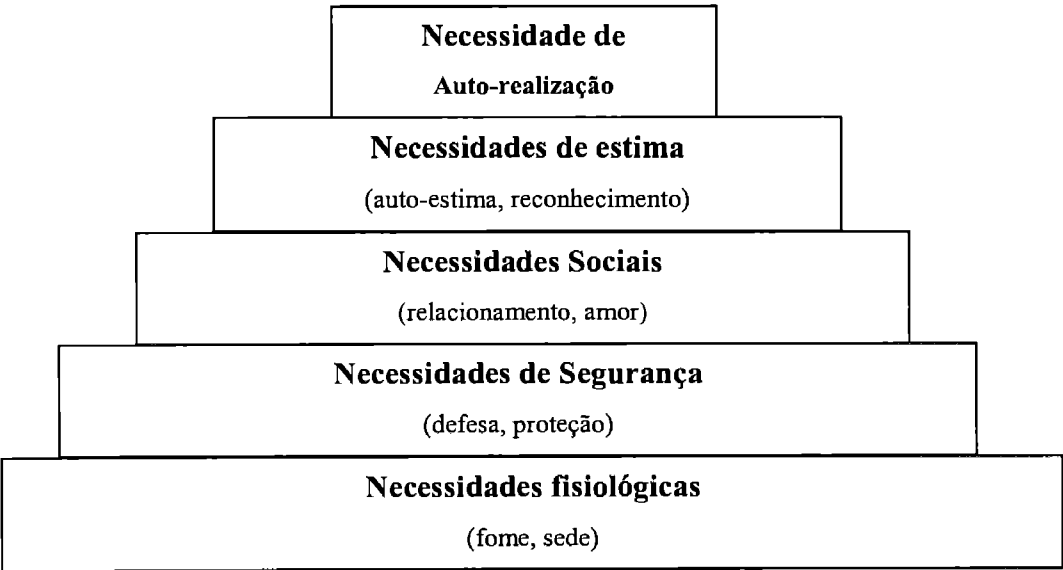 Necessidade de
Auto-realização
Necessidades de estima
(auto-estima, reconhecimento)
Necessidades Sociais
(relacionamento, amor)
Necessidades de Segurança
(defesa, proteção)
Necessidades fisiológicas
(fome, sede)